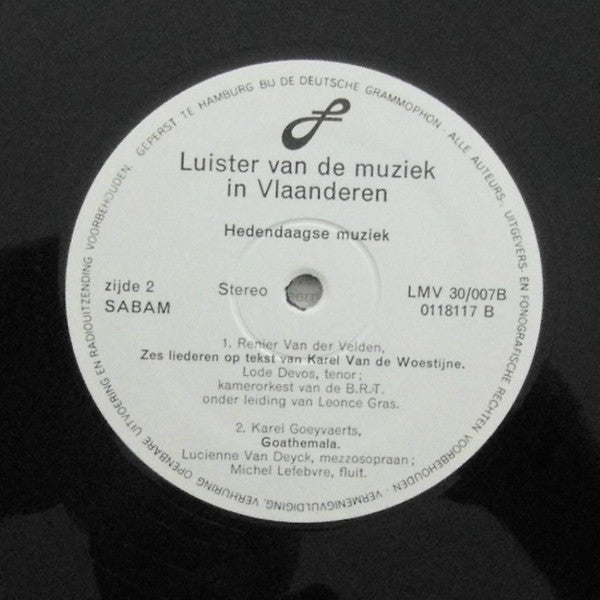 GEPERST TE HAMBURG BIJ DE DEUTSCHE GRAMMOPHON · ALLE AUTEURS-, UITGEVERS- EN FONOGRAFISCHE RECHTEN VOORBEHOUDEN · VERMENIGVULDIGING, VERHURING, OPENBARE UITVOERING EN RADIOUITZENDING VOORBEHOUDEN.
Luister van de muziek
in Vlaanderen
Hedendaagse muziek
zijde 2 Stereo LMV 30/007B
SABAM 0118117 B
1. Renier Van der Velden,
Zes liederen op tekst van Karel Van de Woestijne.
Lode Devos, tenor;
kamerorkest van de B.R.T.
onder leiding van Leonce Gras.
2. Karel Goeyvaerts,
Goathemala.
Lucienne Van Deyck, mezzosopraan;
Michel Lefebvre, fluit.